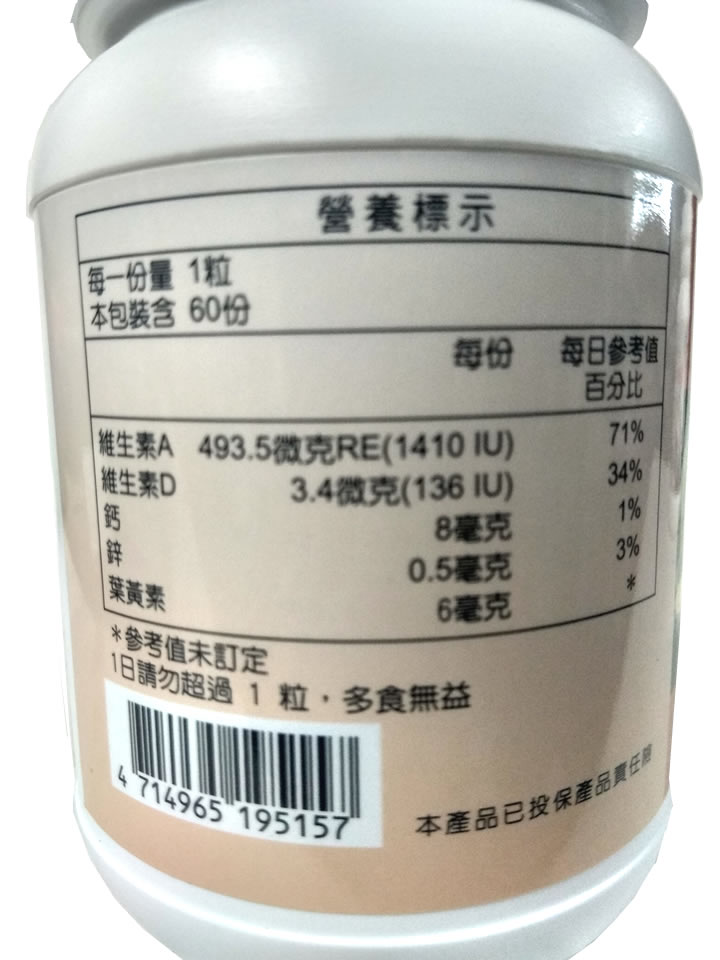 營養標示
每一份量 1粒
本包裝含 60份
每份 每日參考值
百分比
維生素A 493.5微克RE(1410 IU) 71%
維生素D 3.4微克(136 IU) 34%
鈣 8毫克 1%
鋅 0.5毫克 3%
葉黃素 6毫克 *
*參考值未訂定
1日請勿超過 1 粒，多食無益
4 714965 195157
本產品已投保產品責任險